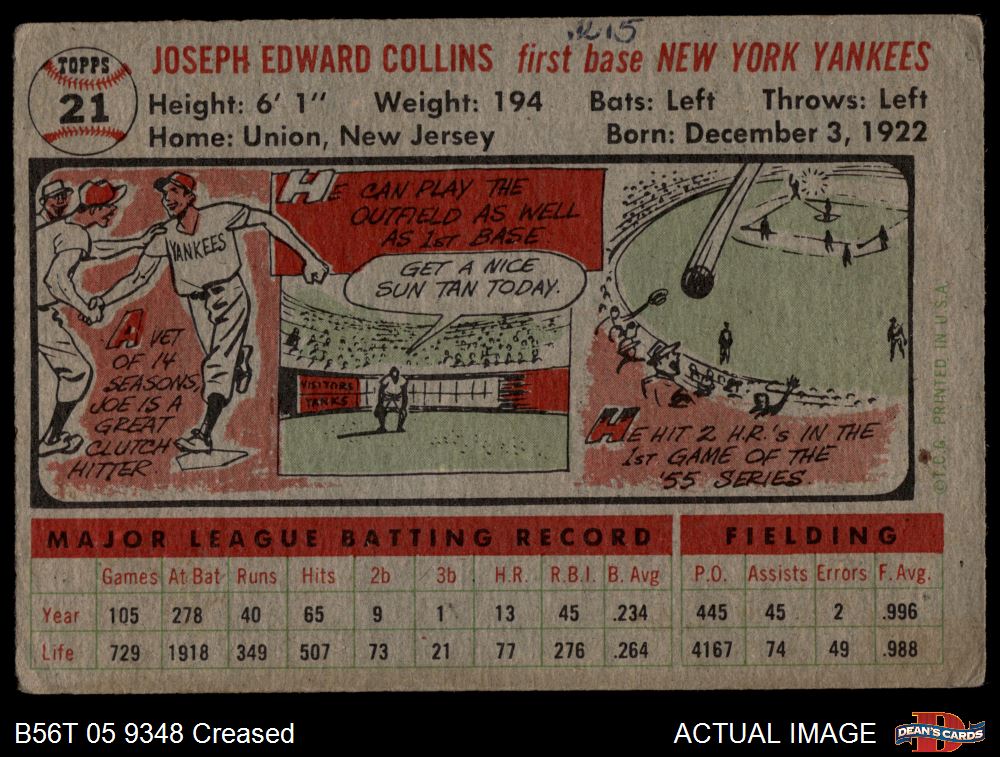 12 15
TOPPS
21
JOSEPH EDWARD COLLINS first base NEW YORK YANKEES
Height: 6' 1" Weight: 194 Bats: Left Throws: Left
Home: Union, New Jersey Born: December 3, 1922
YANKEES
A VET
OF 14
SEASONS,
JOE IS A
GREAT
CLUTCH
HITTER
HE CAN PLAY THE
OUTFIELD AS WELL
AS 1ST BASE
GET A NICE
SUN TAN TODAY.
VISITORS
YANKS
HE HIT 2 H.R.'s IN THE
1ST GAME OF THE
'55 SERIES.
©T.C.G. PRINTED IN U.S.A.
MAJOR LEAGUE BATTING RECORD FIELDING
Games At Bat Runs Hits 2b 3b H.R. R.B.I. B. Avg P.O. Assists Errors F. Avg.
Year 105 278 40 65 9 1 13 45 .234 445 45 2 .996
Life 729 1918 349 507 73 21 77 276 .264 4167 74 49 .988
B56T 05 9348 Creased ACTUAL IMAGE DEAN'S CARDS